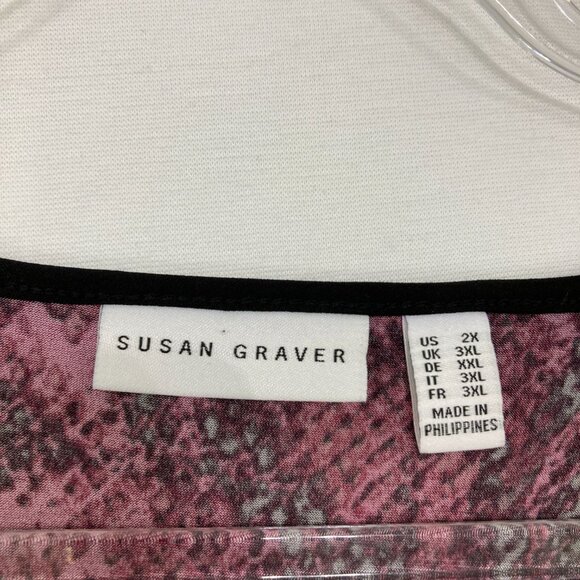 SUSAN GRAVER
US 2X
UK 3XL
DE XXL
IT 3XL
FR 3XL
MADE IN
PHILIPPINES